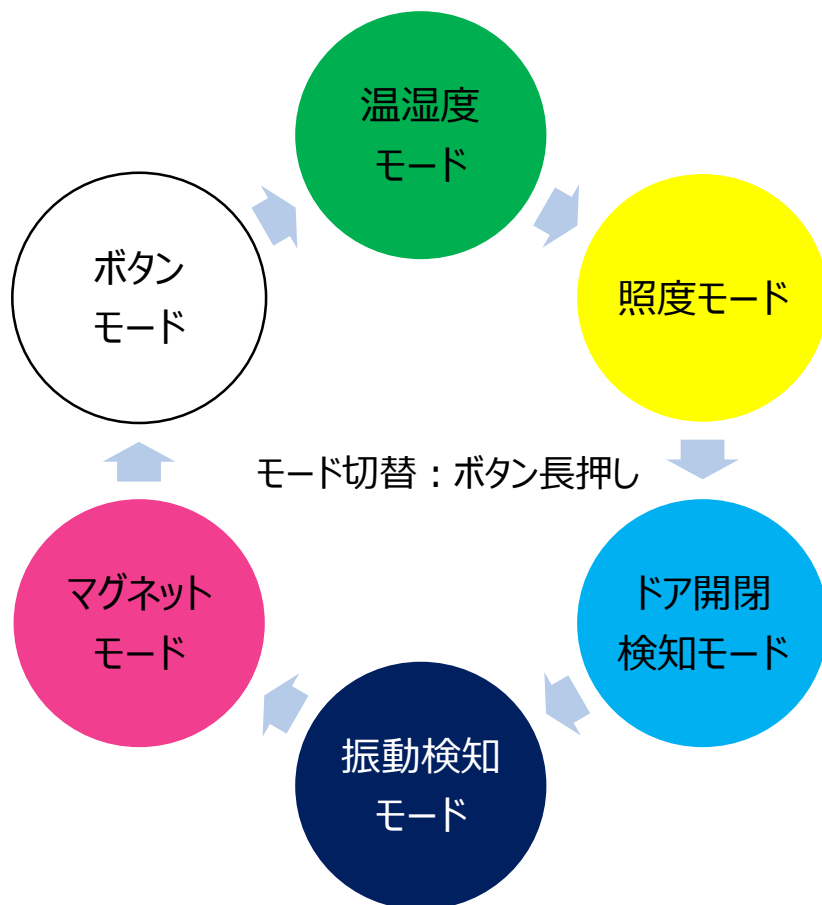 温湿度
モード
ボタン
モード
照度モード
モード切替：ボタン長押し
マグネット
モード
ドア開閉
検知モード
振動検知
モード